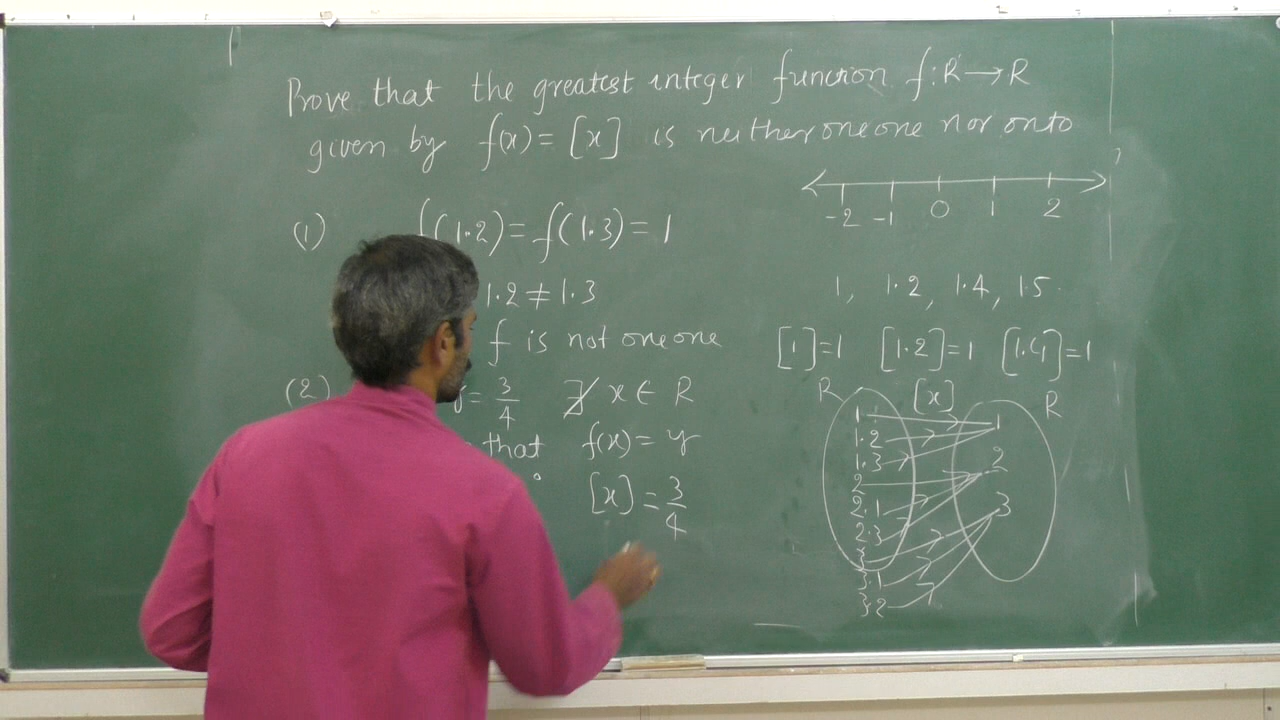 Prove that the greatest integer function f:R→R
given by f(x)=[x] is neither one one nor onto
(1) f(1.2)=f(1.3)=1
1.2≠1.3
f is not one one
(2) y=3/4 ∄ x∈R
that f(x)=y
[x]=3/4
-2 -1 0 1 2
1, 1.2, 1.4, 1.5.
[1]=1 [1.2]=1 [1.4]=1
R [x] R
1 1
1.2
1.3 2
2
2.1 3
2.3
3
3.1
3.2